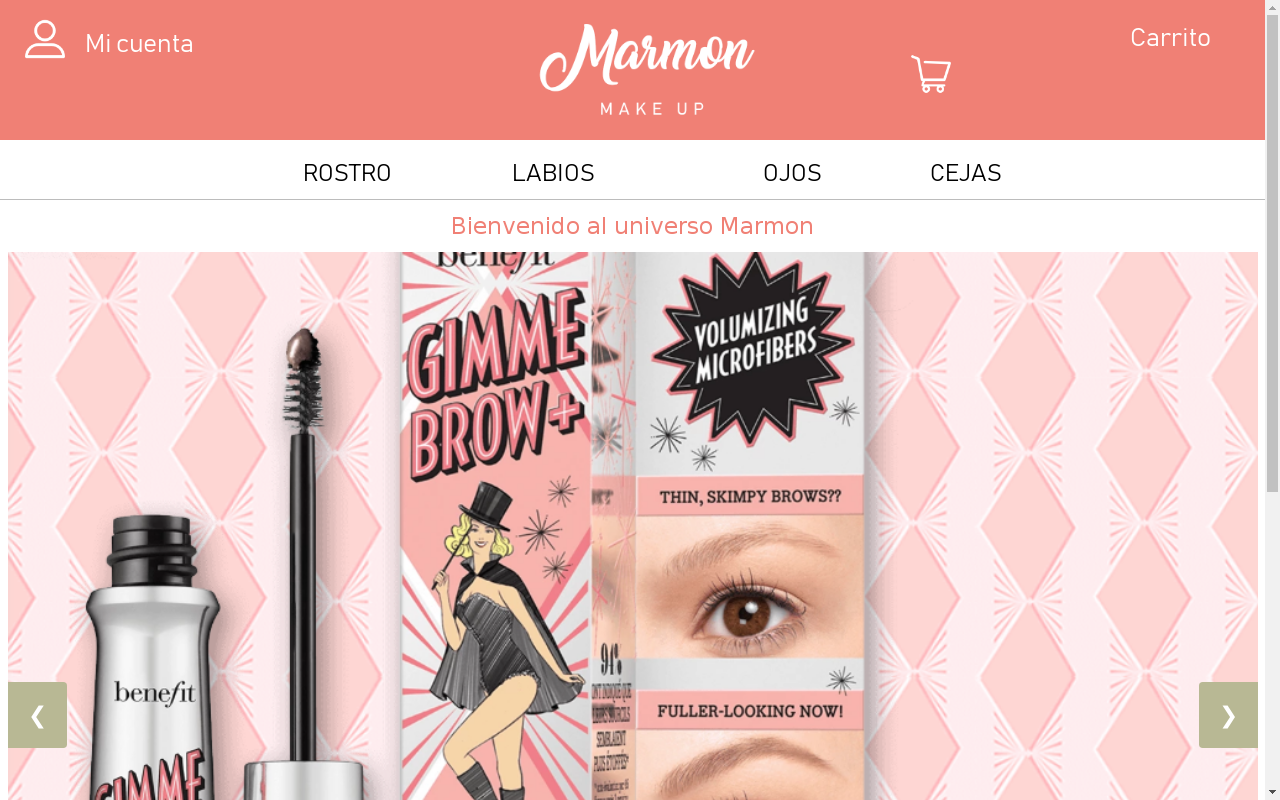 Mi cuenta
Marmon
MAKE UP
Carrito
ROSTRO
LABIOS
OJOS
CEJAS
Bienvenido al universo Marmon
benefit
GIMME
BROW+
VOLUMIZING
MICROFIBERS
THIN, SKIMPY BROWS??
94%
FULLER-LOOKING NOW!
benefit
GIMME